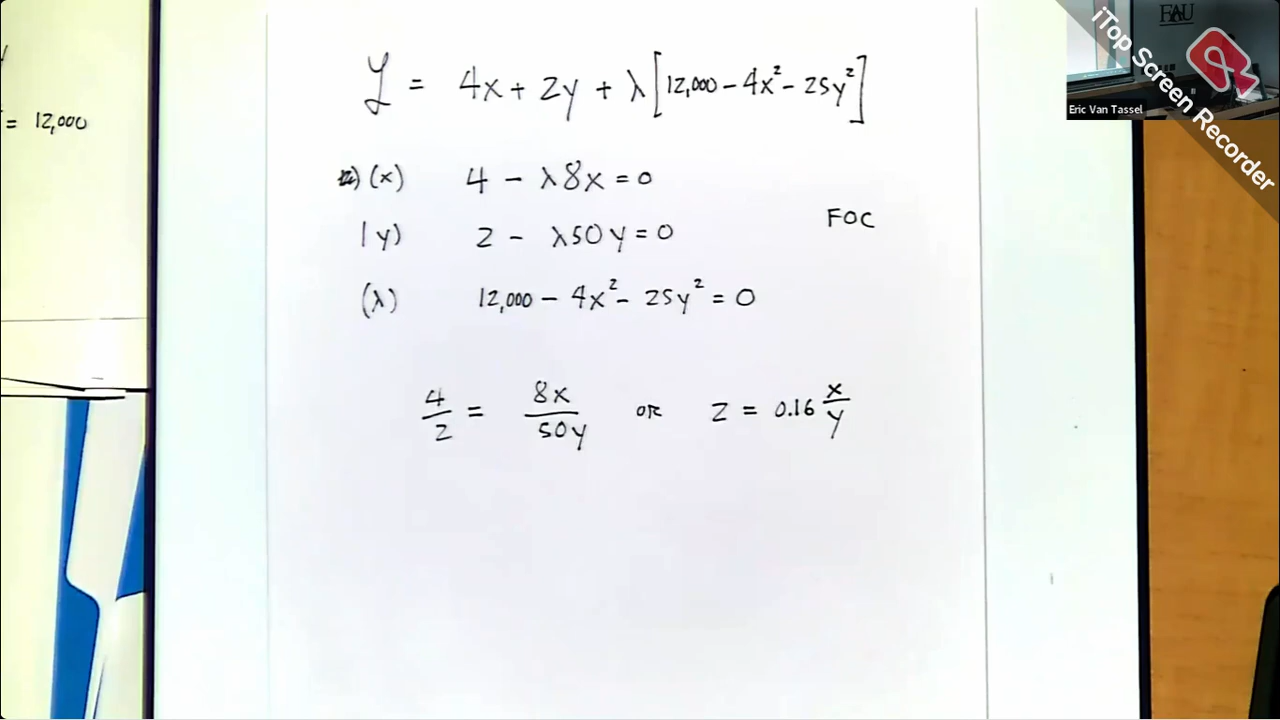 = 12,000
ℒ = 4x + 2y + λ[12,000 - 4x² - 25y²]
(x) 4 - λ8x = 0
(y) 2 - λ50y = 0
FOC
(λ) 12,000 - 4x² - 25y² = 0
4/2 = 8x/50y or 2 = 0.16 x/y
FAU
Eric Van Tassel
iTop Screen Recorder